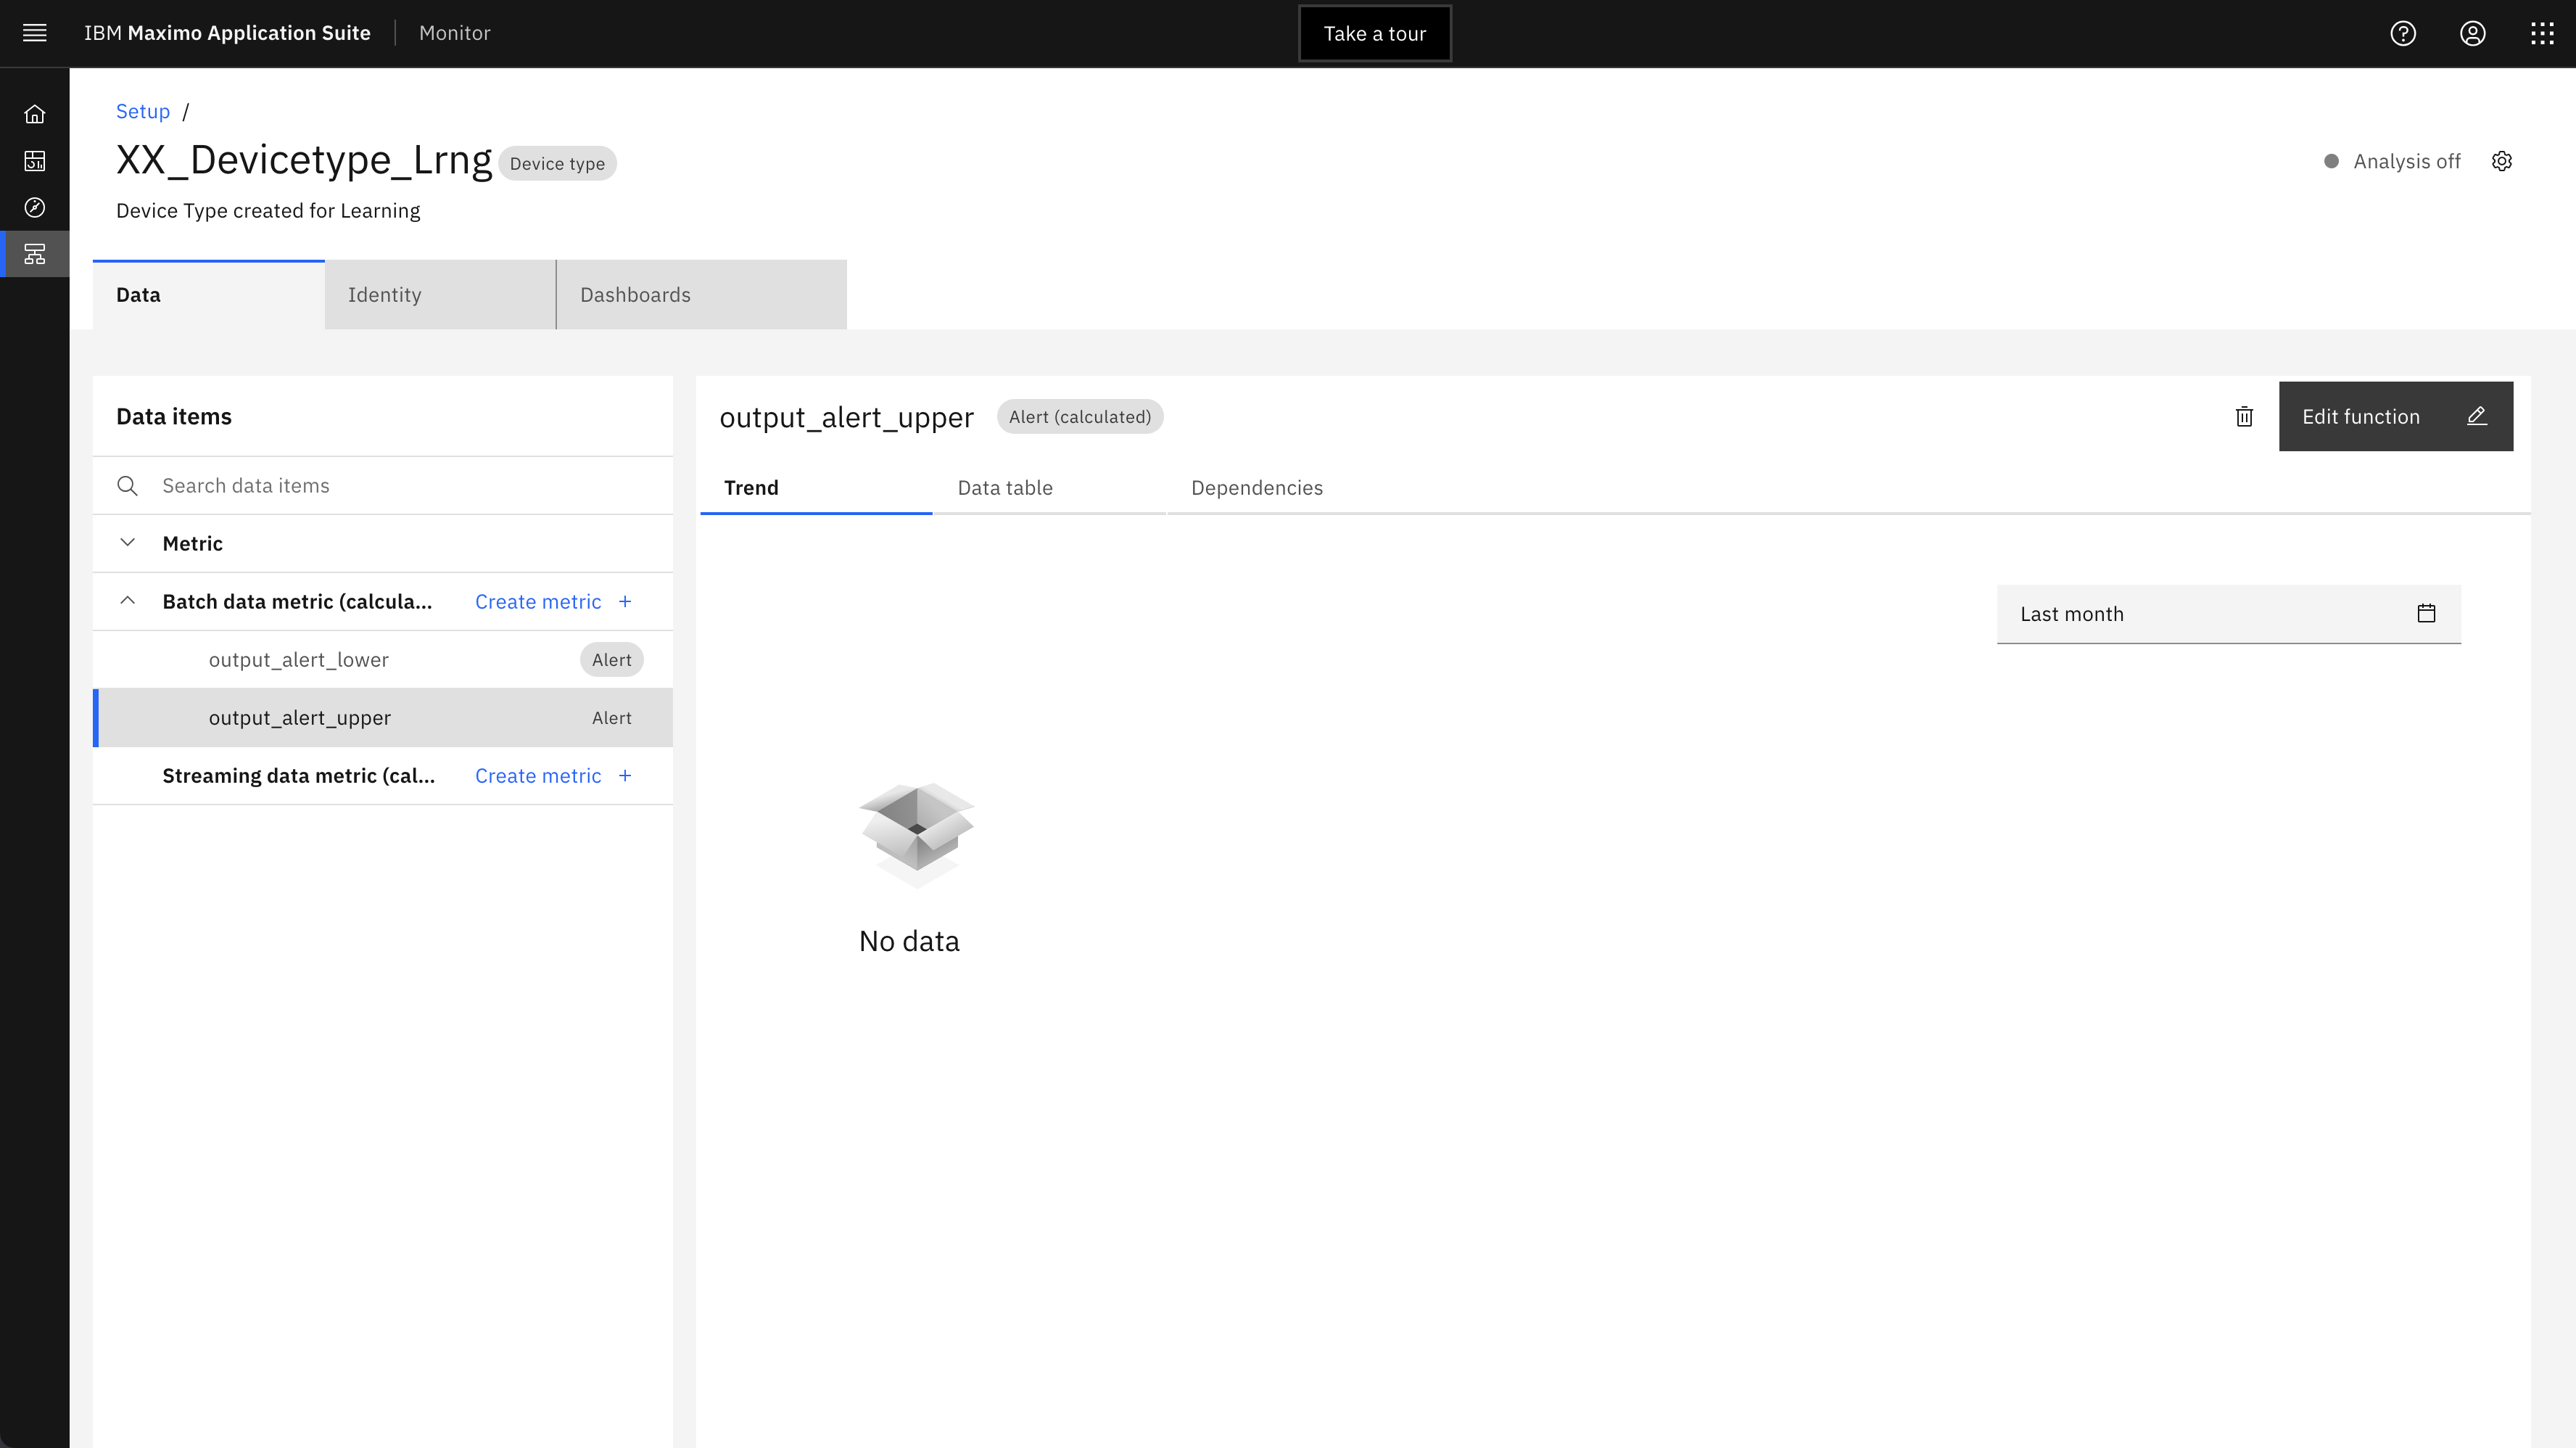 IBM Maximo Application Suite | Monitor
Take a tour
Setup /
XX_Devicetype_Lrng Device type
Analysis off
Device Type created for Learning
Data Identity Dashboards
Data items
Search data items
Metric
Batch data metric (calcula... Create metric +
output_alert_lower Alert
output_alert_upper Alert
Streaming data metric (cal... Create metric +
output_alert_upper Alert (calculated)
Edit function
Trend Data table Dependencies
Last month
No data